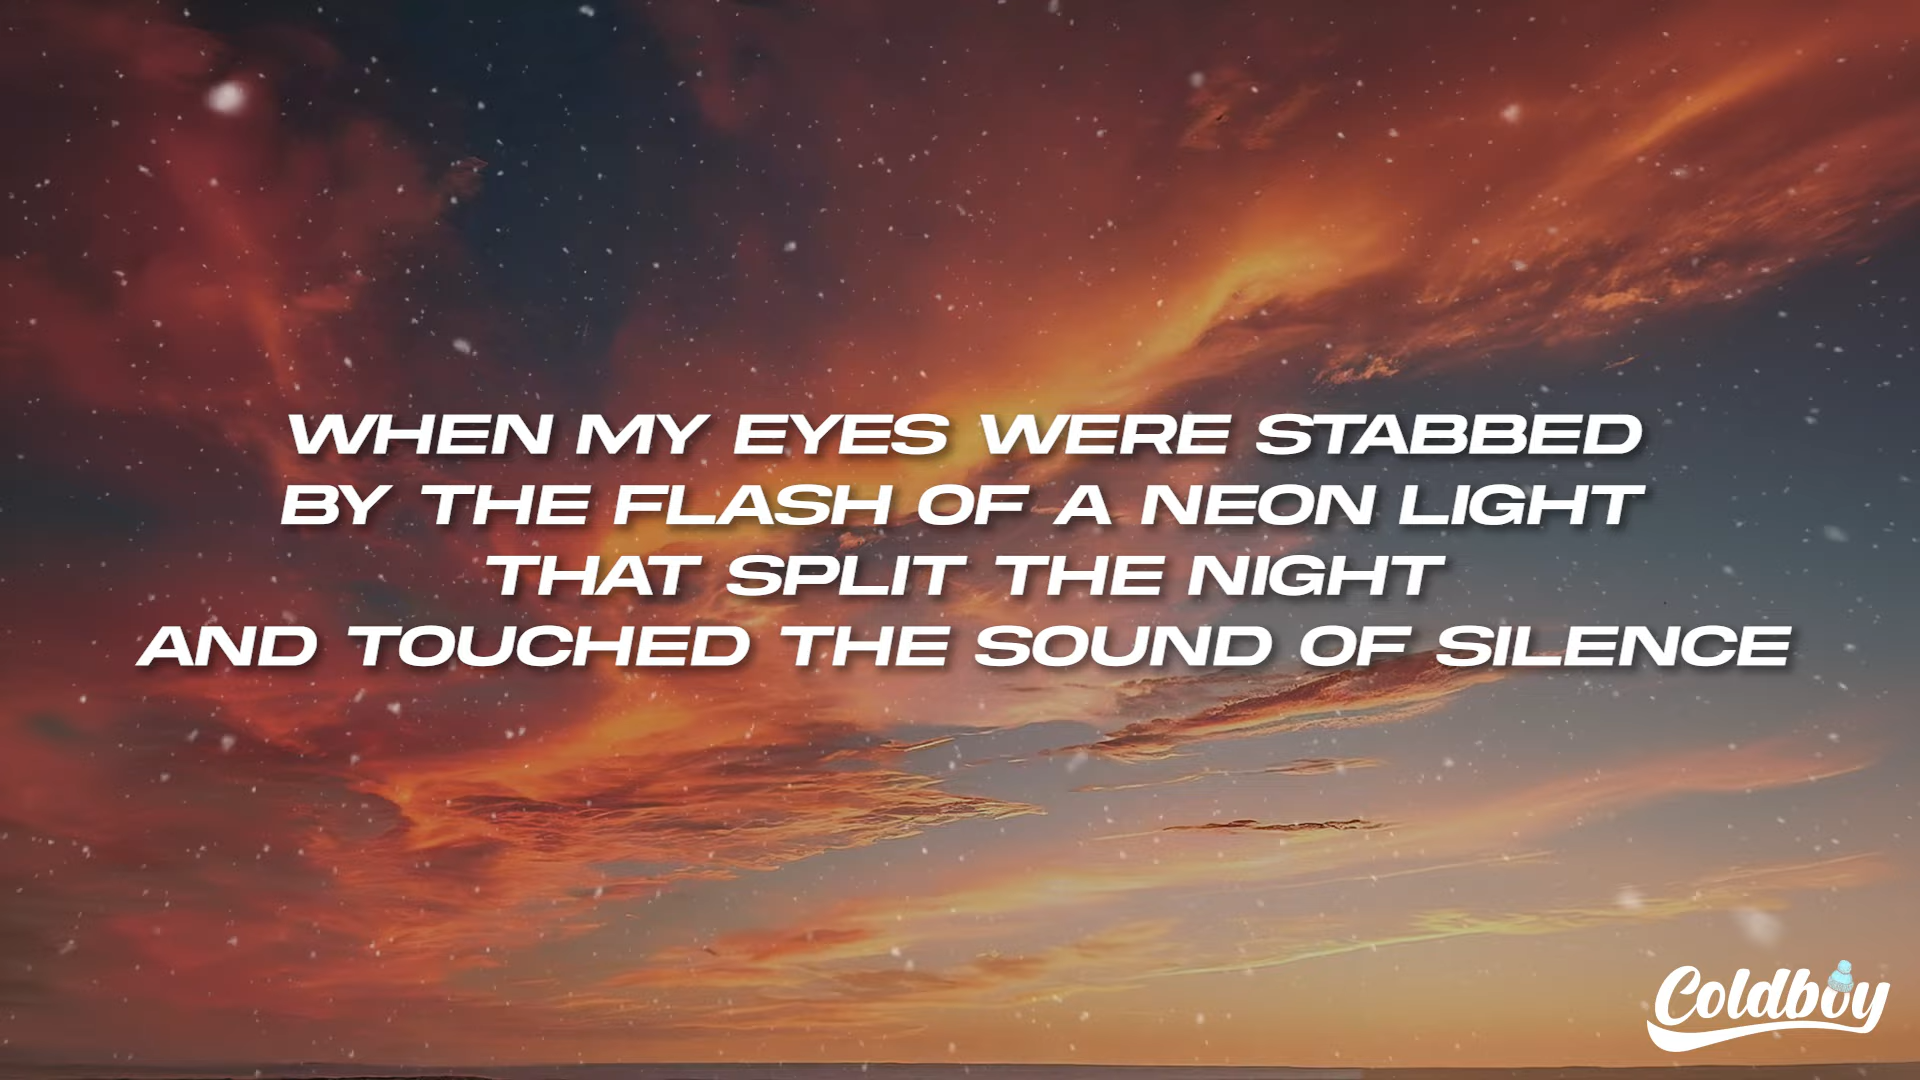 WHEN MY EYES WERE STABBED
BY THE FLASH OF A NEON LIGHT
THAT SPLIT THE NIGHT
AND TOUCHED THE SOUND OF SILENCE
Coldboy